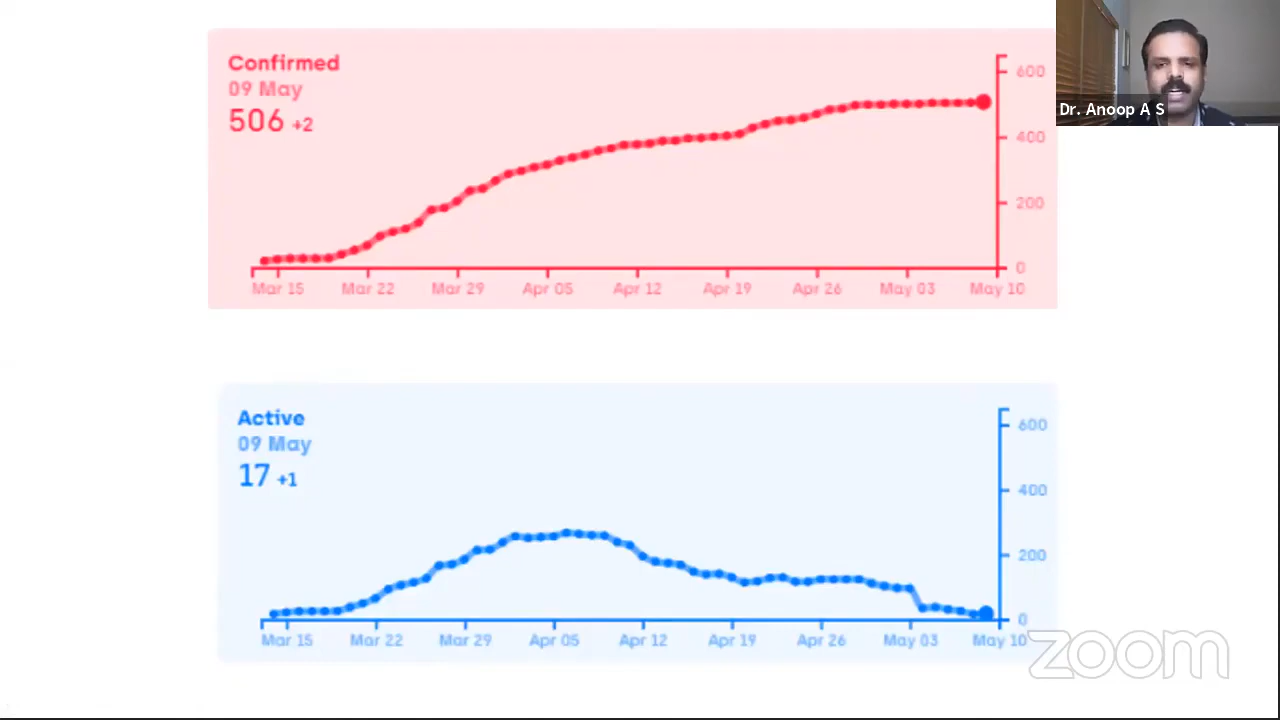 Confirmed
09 May
506 +2
600
400
200
0
Mar 15 Mar 22 Mar 29 Apr 05 Apr 12 Apr 19 Apr 26 May 03 May 10
Dr. Anoop A S
Active
09 May
17 +1
600
400
200
0
Mar 15 Mar 22 Mar 29 Apr 05 Apr 12 Apr 19 Apr 26 May 03 May 10
zoom